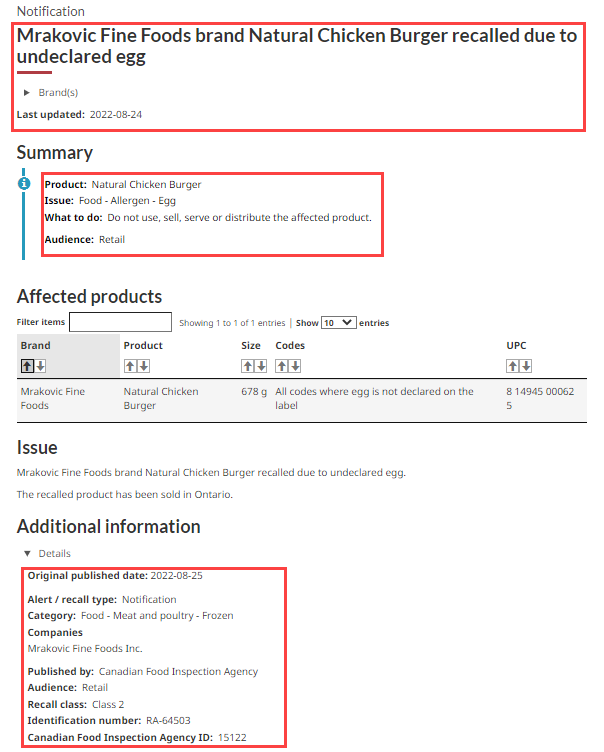 Notification
Mrakovic Fine Foods brand Natural Chicken Burger recalled due to
undeclared egg
Brand(s)
Last updated: 2022-08-24
Summary
Product: Natural Chicken Burger
Issue: Food - Allergen - Egg
What to do: Do not use, sell, serve or distribute the affected product.
Audience: Retail
Affected products
Filter items Showing 1 to 1 of 1 entries | Show 10 entries
Brand Product Size Codes UPC
Mrakovic Fine Natural Chicken 678 g All codes where egg is not declared on the 8 14945 00062
Foods Burger label 5
Issue
Mrakovic Fine Foods brand Natural Chicken Burger recalled due to undeclared egg.
The recalled product has been sold in Ontario.
Additional information
Details
Original published date: 2022-08-25
Alert / recall type: Notification
Category: Food - Meat and poultry - Frozen
Companies
Mrakovic Fine Foods Inc.
Published by: Canadian Food Inspection Agency
Audience: Retail
Recall class: Class 2
Identification number: RA-64503
Canadian Food Inspection Agency ID: 15122